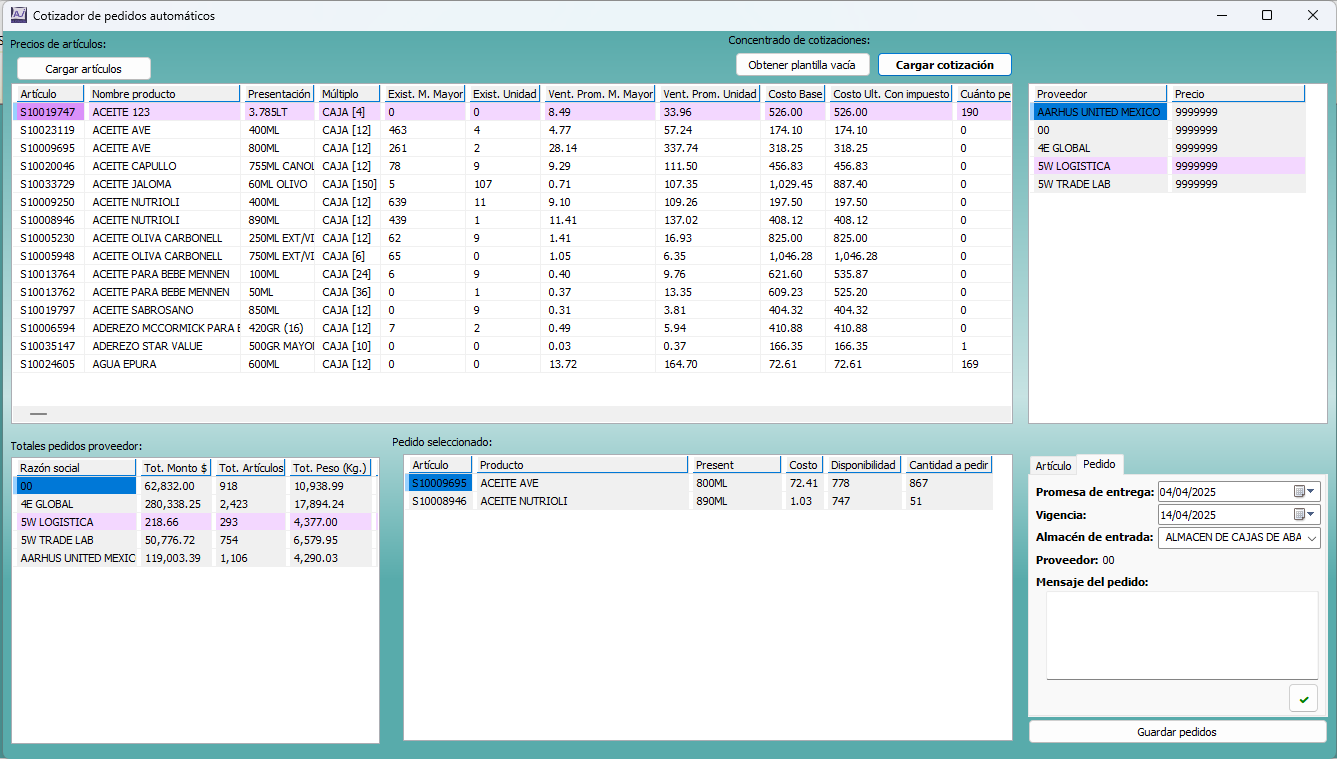 Cotizador de pedidos automáticos
Precios de artículos:
Concentrado de cotizaciones:
Cargar artículos
Obtener plantilla vacía
Cargar cotización
Artículo Nombre producto Presentación Múltiplo Exist. M. Mayor Exist. Unidad Vent. Prom. M. Mayor Vent. Prom. Unidad Costo Base Costo Ult. Con impuesto Cuánto pe
S10019747 ACEITE 123 3.785LT CAJA [4] 0 0 8.49 33.96 526.00 526.00 190
S10023119 ACEITE AVE 400ML CAJA [12] 463 4 4.77 57.24 174.10 174.10 0
S10009695 ACEITE AVE 800ML CAJA [12] 261 2 28.14 337.74 318.25 318.25 0
S10020046 ACEITE CAPULLO 755ML CANOL CAJA [12] 78 9 9.29 111.50 456.83 456.83 0
S10033729 ACEITE JALOMA 60ML OLIVO CAJA [150] 5 107 0.71 107.35 1,029.45 887.40 0
S10009250 ACEITE NUTRIOLI 400ML CAJA [12] 639 11 9.10 109.26 197.50 197.50 0
S10008946 ACEITE NUTRIOLI 890ML CAJA [12] 439 1 11.41 137.02 408.12 408.12 0
S10005230 ACEITE OLIVA CARBONELL 250ML EXT/VI CAJA [12] 62 9 1.41 16.93 825.00 825.00 0
S10005948 ACEITE OLIVA CARBONELL 750ML EXT/VI CAJA [6] 65 0 1.05 6.35 1,046.28 1,046.28 0
S10013764 ACEITE PARA BEBE MENNEN 100ML CAJA [24] 6 9 0.40 9.76 621.60 535.87 0
S10013762 ACEITE PARA BEBE MENNEN 50ML CAJA [36] 0 1 0.37 13.35 609.23 525.20 0
S10019797 ACEITE SABROSANO 850ML CAJA [12] 0 9 0.31 3.81 404.32 404.32 0
S10006594 ADEREZO MCCORMICK PARA E 420GR (16) CAJA [12] 7 2 0.49 5.94 410.88 410.88 0
S10035147 ADEREZO STAR VALUE 500GR MAYO CAJA [10] 0 0 0.03 0.37 166.35 166.35 1
S10024605 AGUA EPURA 600ML CAJA [12] 0 0 13.72 164.70 72.61 72.61 169
Proveedor Precio
AARHUS UNITED MEXICO 9999999
00 9999999
4E GLOBAL 9999999
5W LOGISTICA 9999999
5W TRADE LAB 9999999
Totales pedidos proveedor:
Razón social Tot. Monto $ Tot. Artículos Tot. Peso (Kg.)
00 62,832.00 918 10,938.99
4E GLOBAL 280,338.25 2,423 17,894.24
5W LOGISTICA 218.66 293 4,377.00
5W TRADE LAB 50,776.72 754 6,579.95
AARHUS UNITED MEXIC 119,003.39 1,106 4,290.03
Pedido seleccionado:
Artículo Producto Present Costo Disponibilidad Cantidad a pedir
S10009695 ACEITE AVE 800ML 72.41 778 867
S10008946 ACEITE NUTRIOLI 890ML 1.03 747 51
Artículo Pedido
Promesa de entrega: 04/04/2025
Vigencia: 14/04/2025
Almacén de entrada: ALMACEN DE CAJAS DE ABA
Proveedor: 00
Mensaje del pedido:
Guardar pedidos